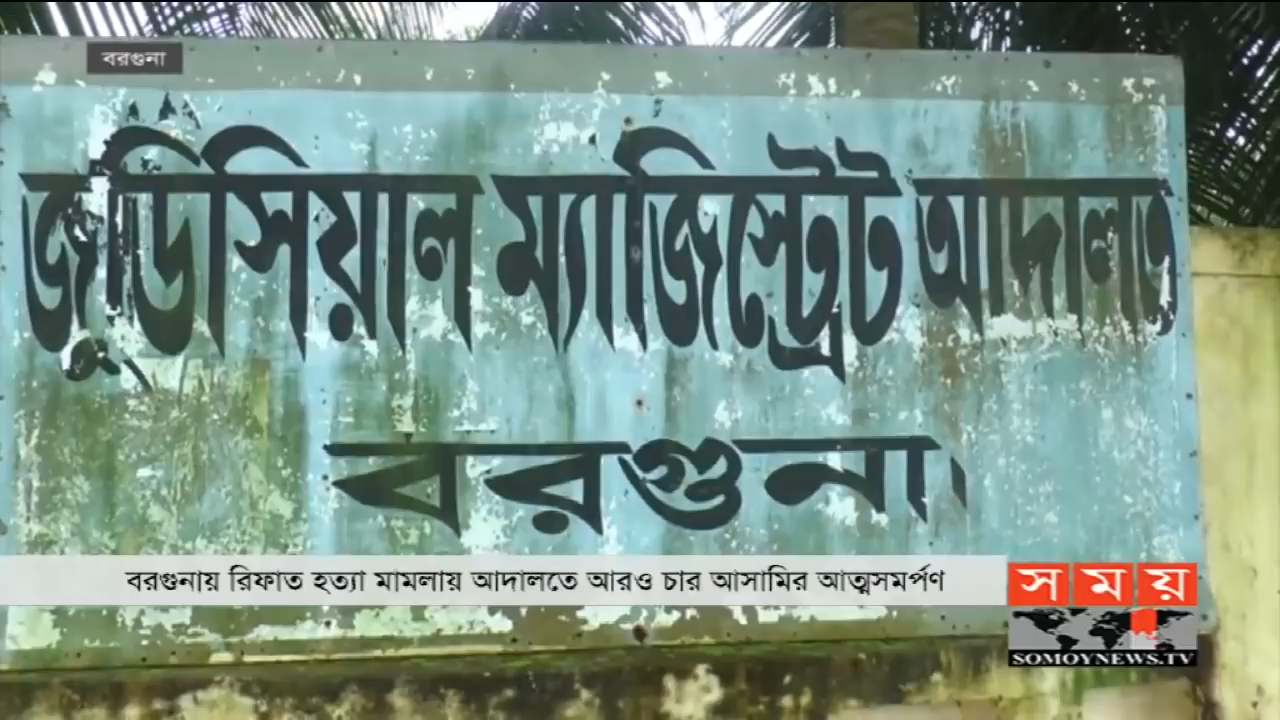 বরগুনা
জুডিসিয়াল ম্যাজিস্ট্রেট আদালত
বরগুনা।
বরগুনায় রিফাত হত্যা মামলায় আদালতে আরও চার আসামির আত্মসমর্পণ
সময়
SOMOYNEWS.TV